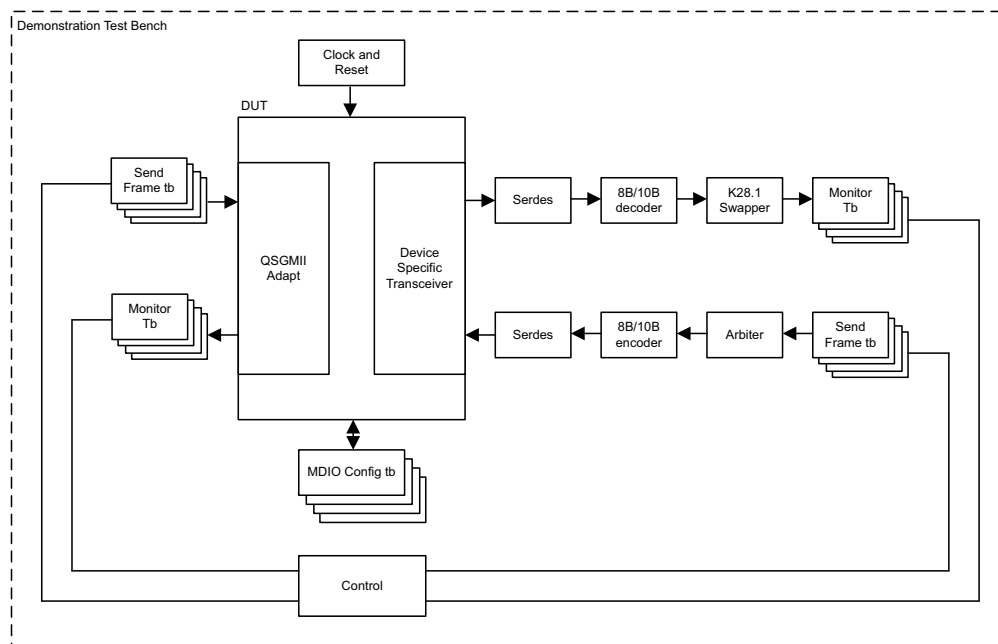 Demonstration Test Bench
Clock and
Reset
DUT
Send
Frame tb
QSGMII
Adapt
Device
Specific
Transceiver
Serdes
8B/10B
decoder
K28.1
Swapper
Monitor
Tb
Monitor
Tb
Serdes
8B/10B
encoder
Arbiter
Send
Frame tb
MDIO Config tb
Control